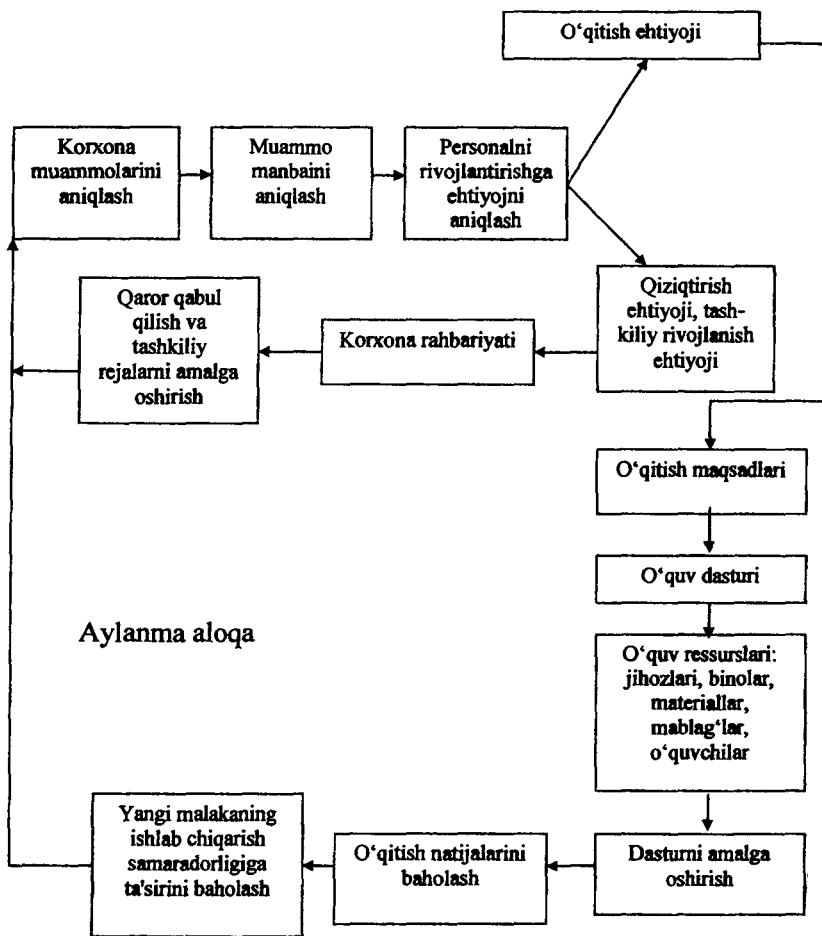 O‘qitish ehtiyoji
Korxona
muammolarini
aniqlash
Muammo
manbaini
aniqlash
Personalni
rivojlantirishga
ehtiyojni
aniqlash
Qiziqtirish
ehtiyoji, tash-
kiliy rivojlanish
ehtiyoji
Korxona rahbariyati
Qaror qabul
qilish va
tashkiliy
rejalarni amalga
oshirish
O‘qitish maqsadlari
O‘quv dasturi
Aylanma aloqa
O‘quv ressurslari:
jihozlari, binolar,
materiallar,
mablag‘lar,
o‘quvchilar
Dasturni amalga
oshirish
O‘qitish natijalarini
baholash
Yangi malakaning
ishlab chiqarish
samaradorligiga
ta'sirini baholash